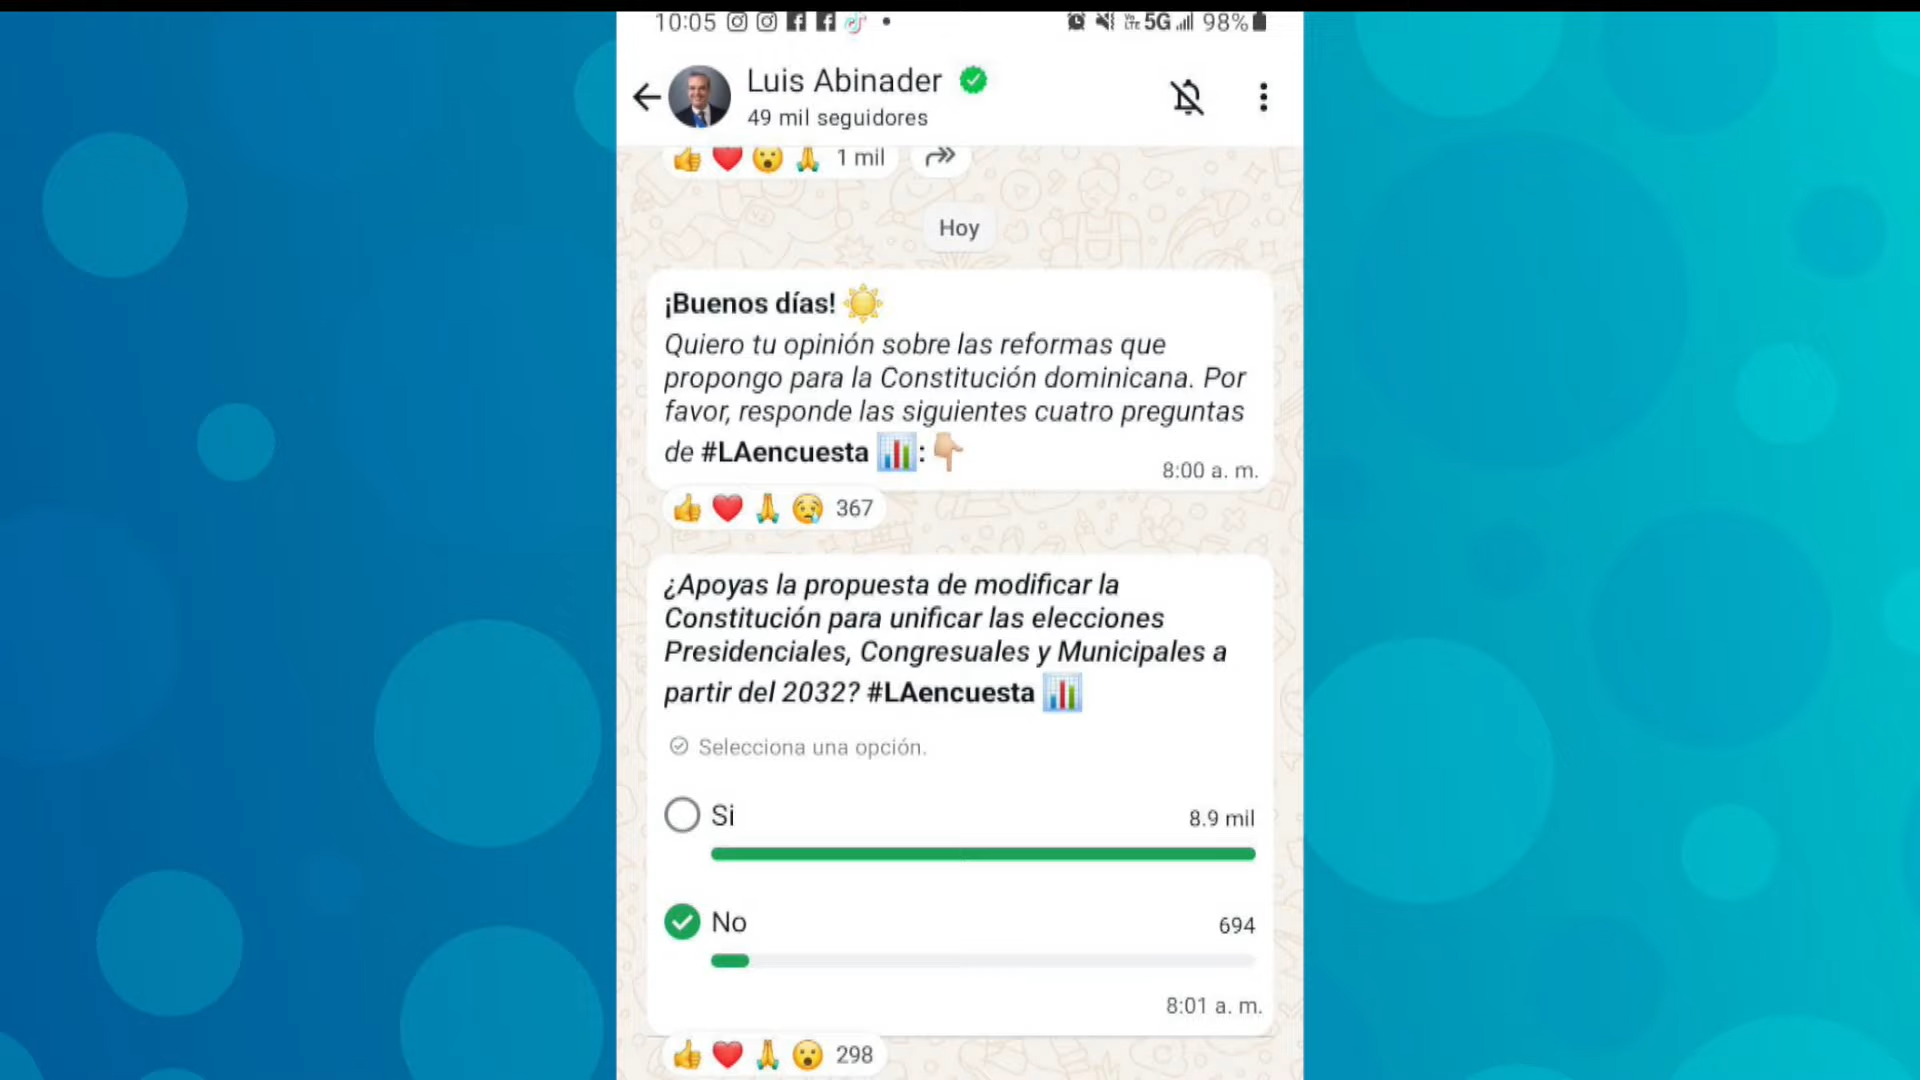 10:05 5G 98%
Luis Abinader
49 mil seguidores
1 mil
Hoy
¡Buenos días!
Quiero tu opinión sobre las reformas que
propongo para la Constitución dominicana. Por
favor, responde las siguientes cuatro preguntas
de #LAencuesta :
8:00 a. m.
367
¿Apoyas la propuesta de modificar la
Constitución para unificar las elecciones
Presidenciales, Congresuales y Municipales a
partir del 2032? #LAencuesta
Selecciona una opción.
Si 8.9 mil
No 694
8:01 a. m.
298